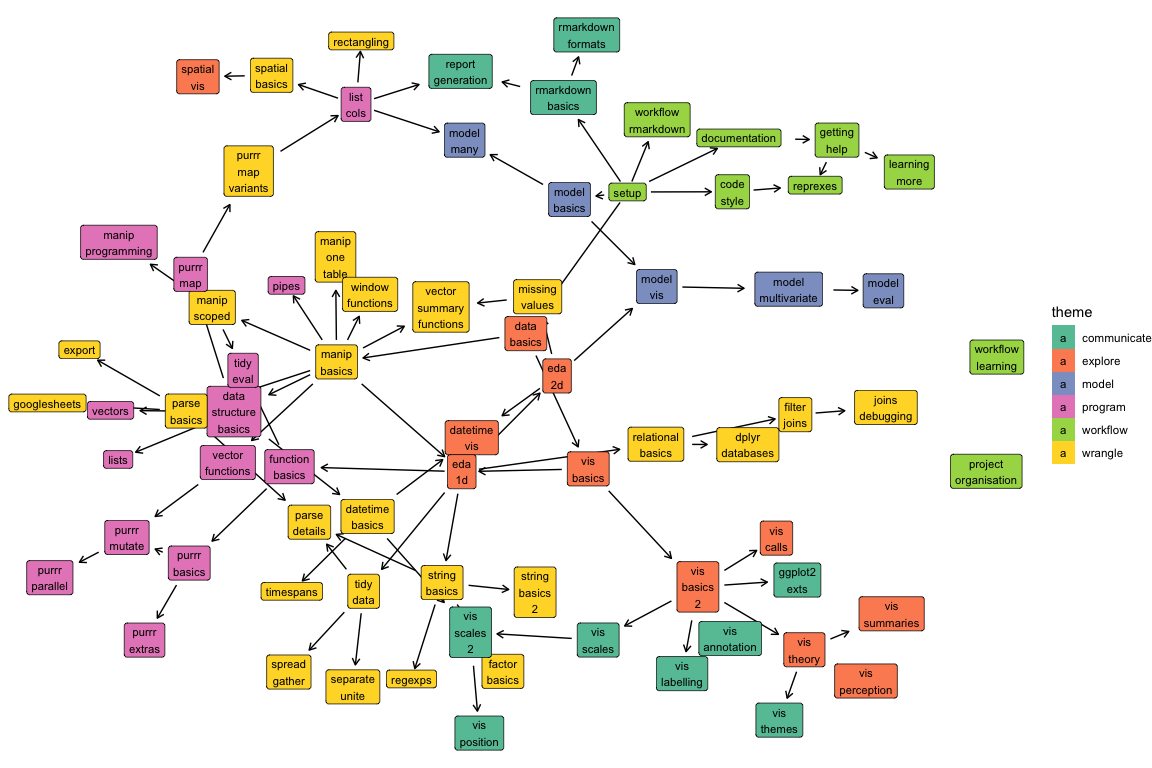 rmarkdown
formats
rectangling
report
generation
spatial
vis
spatial
basics
list
cols
rmarkdown
basics
workflow
rmarkdown
documentation
getting
help
model
many
purrr
map
variants
learning
more
model
basics
setup
code
style
reprexes
manip
programming
manip
one
table
purrr
map
pipes
window
functions
manip
scoped
vector
summary
functions
missing
values
model
vis
model
multivariate
model
eval
data
basics
theme
a communicate
a explore
a model
a program
a workflow
a wrangle
export
manip
basics
tidy
eval
eda
2d
workflow
learning
googlesheets
vectors
parse
basics
data
structure
basics
filter
joins
joins
debugging
datetime
vis
relational
basics
dplyr
databases
lists
vector
functions
function
basics
eda
1d
vis
basics
project
organisation
parse
details
datetime
basics
purrr
mutate
purrr
basics
purrr
parallel
vis
calls
timespans
tidy
data
string
basics
string
basics
2
vis
basics
2
ggplot2
exts
vis
summaries
purrr
extras
vis
scales
2
vis
scales
vis
annotation
vis
theory
spread
gather
separate
unite
regexps
factor
basics
vis
labelling
vis
perception
vis
position
vis
themes